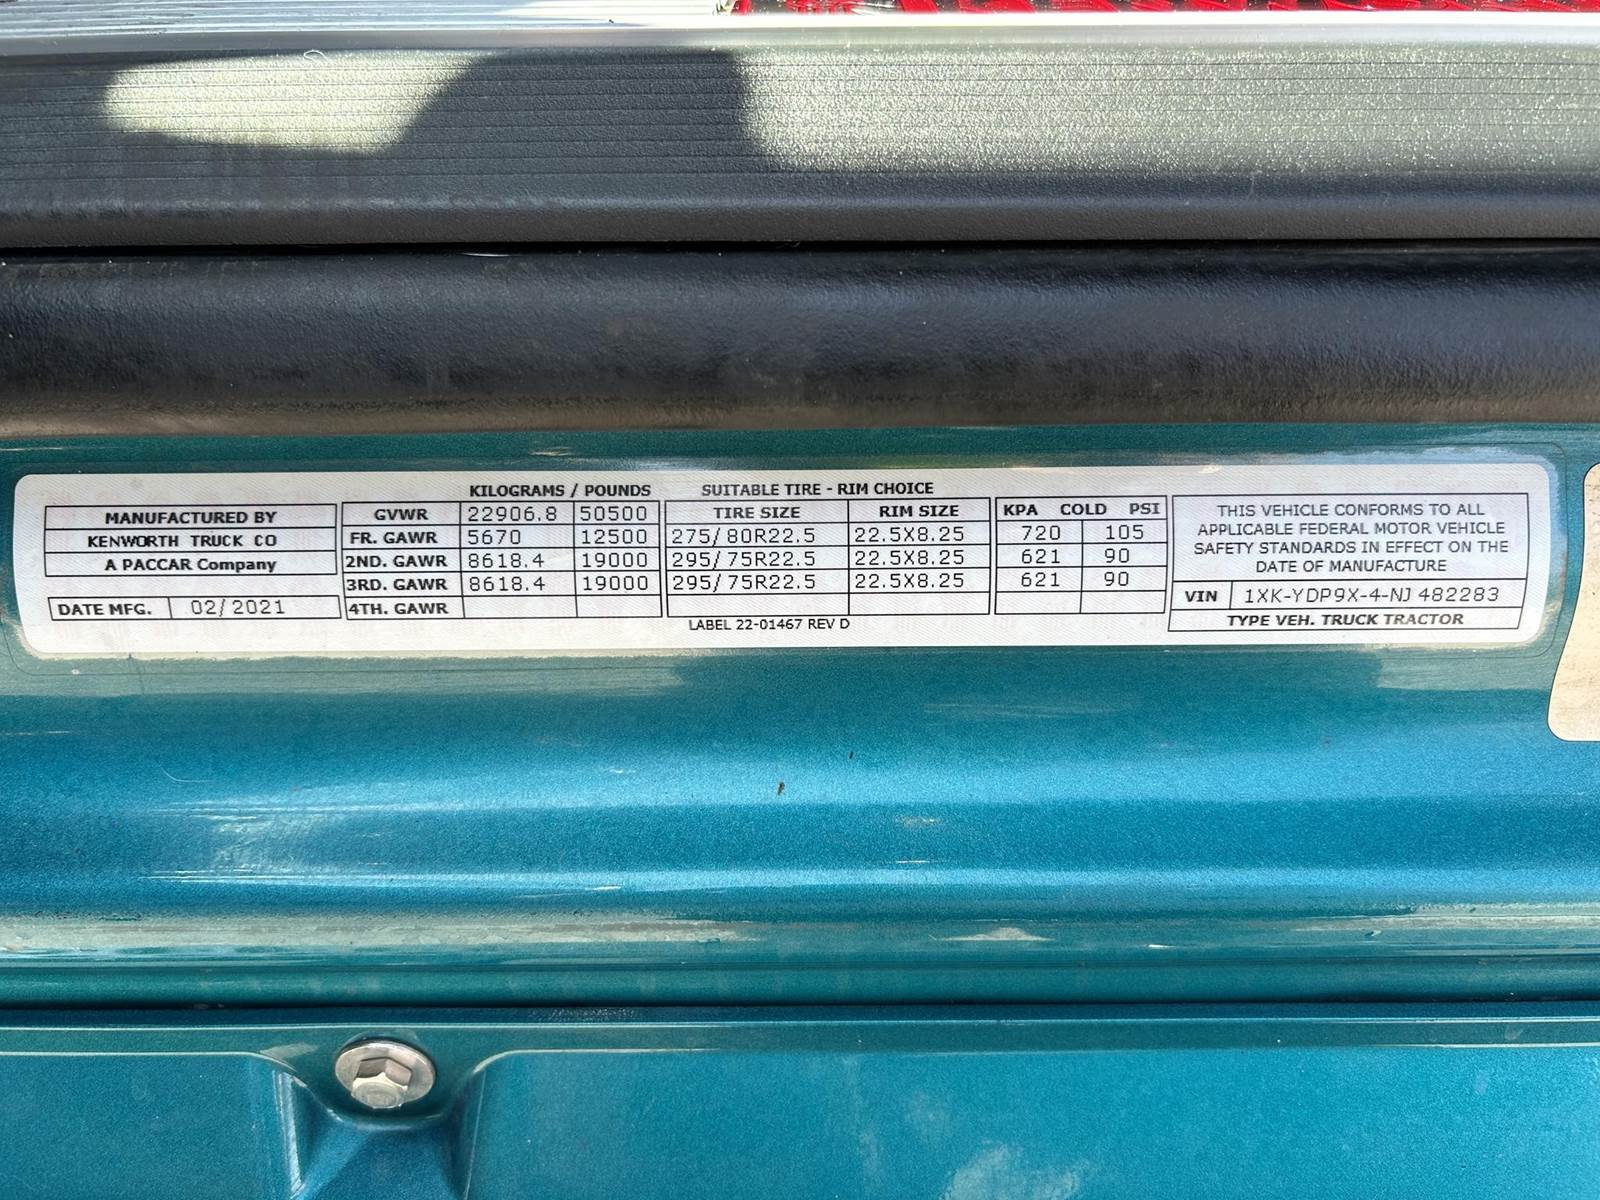 MANUFACTURED BY
KENWORTH TRUCK CO
A PACCAR Company
DATE MFG. 02/2021
KILOGRAMS / POUNDS
GVWR 22906.8 50500
FR. GAWR 5670 12500
2ND. GAWR 8618.4 19000
3RD. GAWR 8618.4 19000
4TH. GAWR
SUITABLE TIRE - RIM CHOICE
TIRE SIZE RIM SIZE
275/80R22.5 22.5X8.25
295/75R22.5 22.5X8.25
295/75R22.5 22.5X8.25
LABEL 22-01467 REV D
KPA COLD PSI
720 105
621 90
621 90
THIS VEHICLE CONFORMS TO ALL
APPLICABLE FEDERAL MOTOR VEHICLE
SAFETY STANDARDS IN EFFECT ON THE
DATE OF MANUFACTURE
VIN 1XK-YDP9X-4-NJ 482283
TYPE VEH. TRUCK TRACTOR